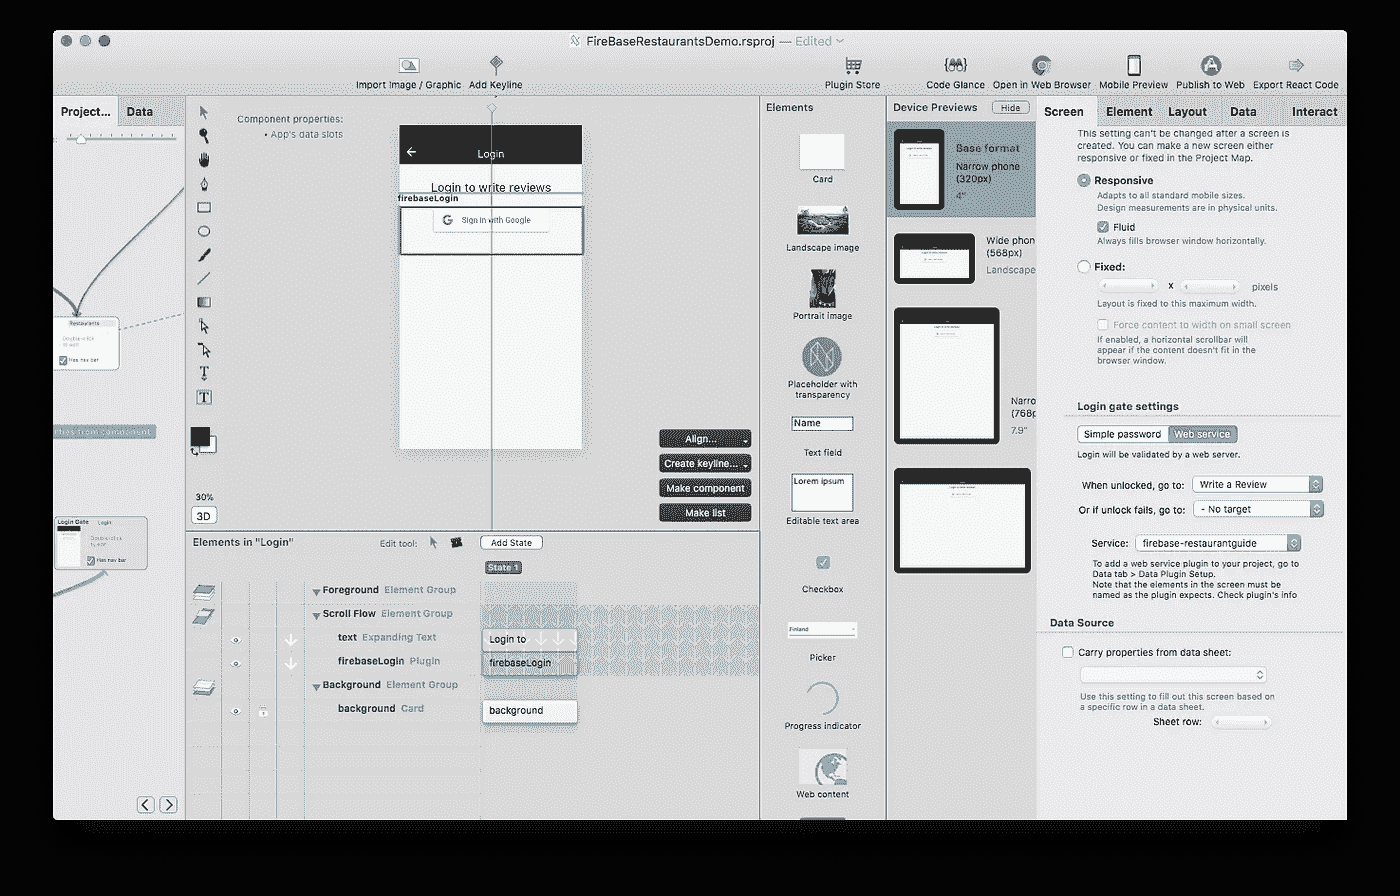 FireBaseRestaurantsDemo.rsproj — Edited
Import Image / Graphic
Add Keyline
Plugin Store
Code Glance
Open in Web Browser
Mobile Preview
Publish to Web
Export React Code
Project...
Data
Restaurants
Has nav bar
Login Gate
Login
Has nav bar
Component properties:
• App's data slots
Login
Login to write reviews
firebaseLogin
G Sign in with Google
30%
3D
Align...
Create keyline...
Make component
Make list
Elements in "Login"
Edit tool:
Add State
State 1
Foreground Element Group
Scroll Flow Element Group
text Expanding Text
Login to
firebaseLogin Plugin
firebaseLogin
Background Element Group
background Card
background
Elements
Card
Landscape image
Portrait image
Placeholder with
transparency
Name
Text field
Lorem ipsum
Editable text area
Checkbox
Finland
Picker
Progress indicator
Web content
Device Previews
Hide
Base format
Narrow phone
(320px)
4"
Wide phon
(568px)
Landscape
Narro
(768p
7.9"
Screen
Element
Layout
Data
Interact
This setting can't be changed after a screen is
created. You can make a new screen either
responsive or fixed in the Project Map.
Responsive
Adapts to all standard mobile sizes.
Design measurements are in physical units.
Fluid
Always fills browser window horizontally.
Fixed:
x
pixels
Layout is fixed to this maximum width.
Force content to width on small screen
If enabled, a horizontal scrollbar will
appear if the content doesn't fit in the
browser window.
Login gate settings
Simple password
Web service
Login will be validated by a web server.
When unlocked, go to: Write a Review
Or if unlock fails, go to: - No target
Service: firebase-restaurantguide
To add a web service plugin to your project, go to
Data tab > Data Plugin Setup.
Note that the elements in the screen must be
named as the plugin expects. Check plugin's info
Data Source
Carry properties from data sheet:
Use this setting to fill out this screen based on
a specific row in a data sheet.
Sheet row: